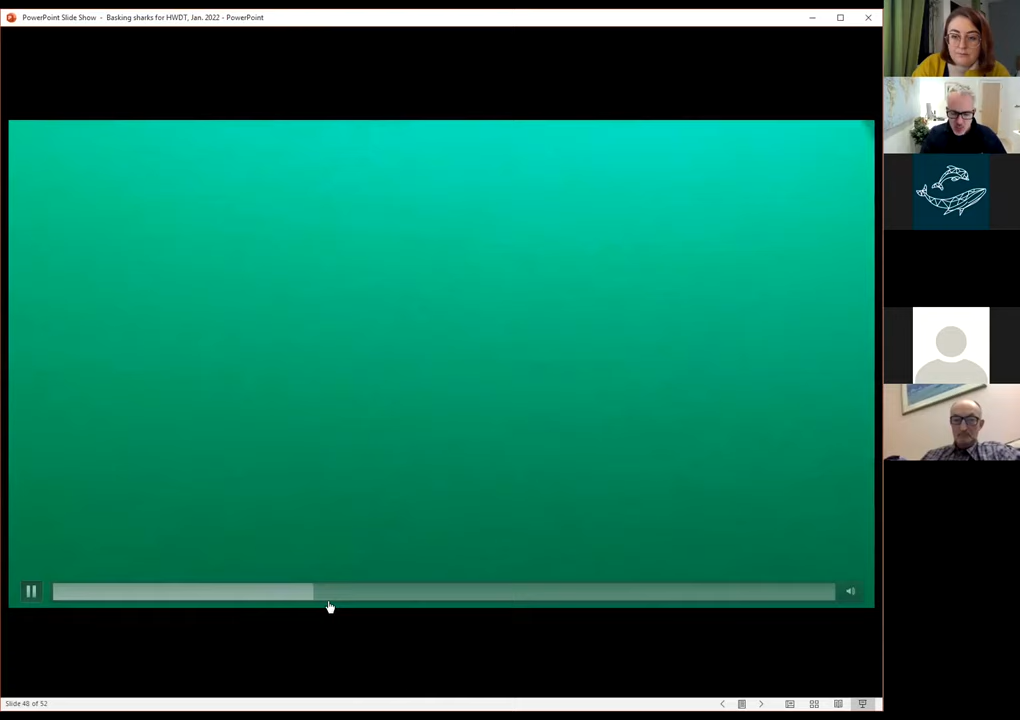 PowerPoint Slide Show - Basking sharks for HWDT, Jan. 2022 - PowerPoint
Slide 48 of 52